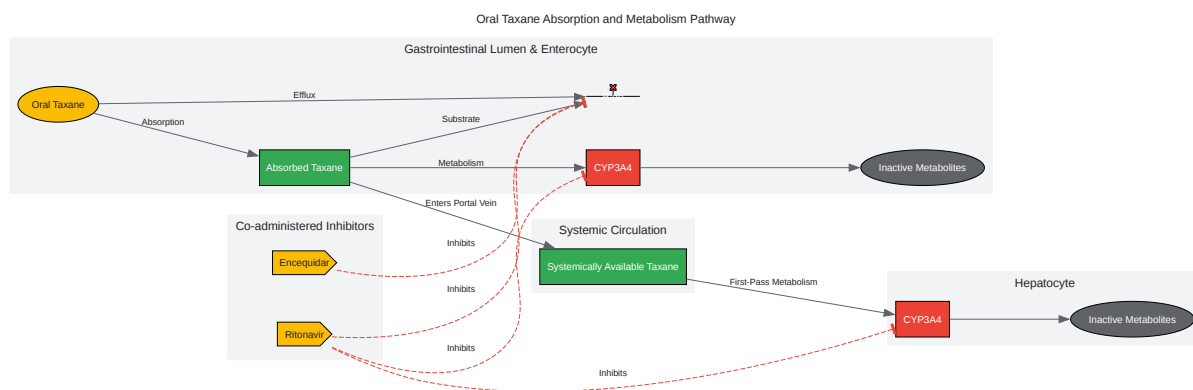 Oral Taxane Absorption and Metabolism Pathway
Gastrointestinal Lumen & Enterocyte
Oral Taxane
Efflux
Absorption
Substrate
Absorbed Taxane
Metabolism
CYP3A4
Inactive Metabolites
Enters Portal Vein
Co-administered Inhibitors
Systemic Circulation
Encequidar
Inhibits
Systemically Available Taxane
Inhibits
First-Pass Metabolism
Hepatocyte
Ritonavir
CYP3A4
Inactive Metabolites
Inhibits
Inhibits